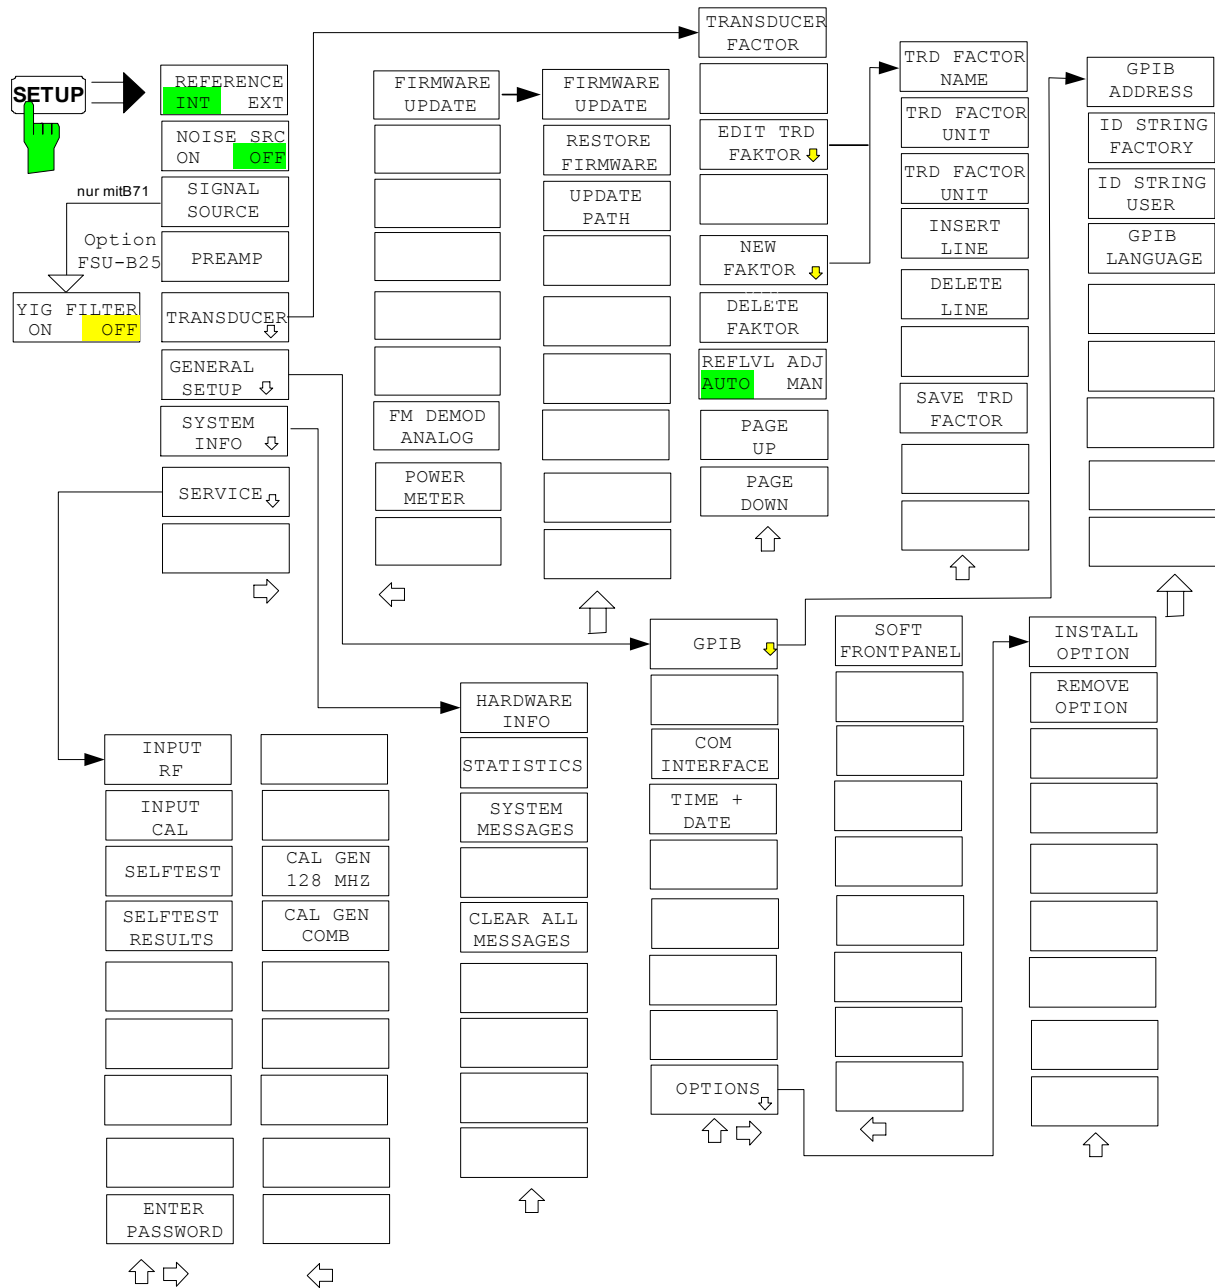 SETUP
REFERENCE
INT EXT
NOISE SRC
ON OFF
nur mitB71
SIGNAL
SOURCE
Option
FSU-B25
PREAMP
YIG FILTER
ON OFF
TRANSDUCER
GENERAL
SETUP
SYSTEM
INFO
SERVICE
FIRMWARE
UPDATE
FM DEMOD
ANALOG
POWER
METER
FIRMWARE
UPDATE
RESTORE
FIRMWARE
UPDATE
PATH
TRANSDUCER
FACTOR
EDIT TRD
FAKTOR
NEW
FAKTOR
DELETE
FAKTOR
REFLVL ADJ
AUTO MAN
PAGE
UP
PAGE
DOWN
TRD FACTOR
NAME
TRD FACTOR
UNIT
TRD FACTOR
UNIT
INSERT
LINE
DELETE
LINE
SAVE TRD
FACTOR
GPIB
ADDRESS
ID STRING
FACTORY
ID STRING
USER
GPIB
LANGUAGE
INPUT
RF
INPUT
CAL
SELFTEST
SELFTEST
RESULTS
ENTER
PASSWORD
CAL GEN
128 MHZ
CAL GEN
COMB
HARDWARE
INFO
STATISTICS
SYSTEM
MESSAGES
CLEAR ALL
MESSAGES
GPIB
COM
INTERFACE
TIME +
DATE
OPTIONS
SOFT
FRONTPANEL
INSTALL
OPTION
REMOVE
OPTION